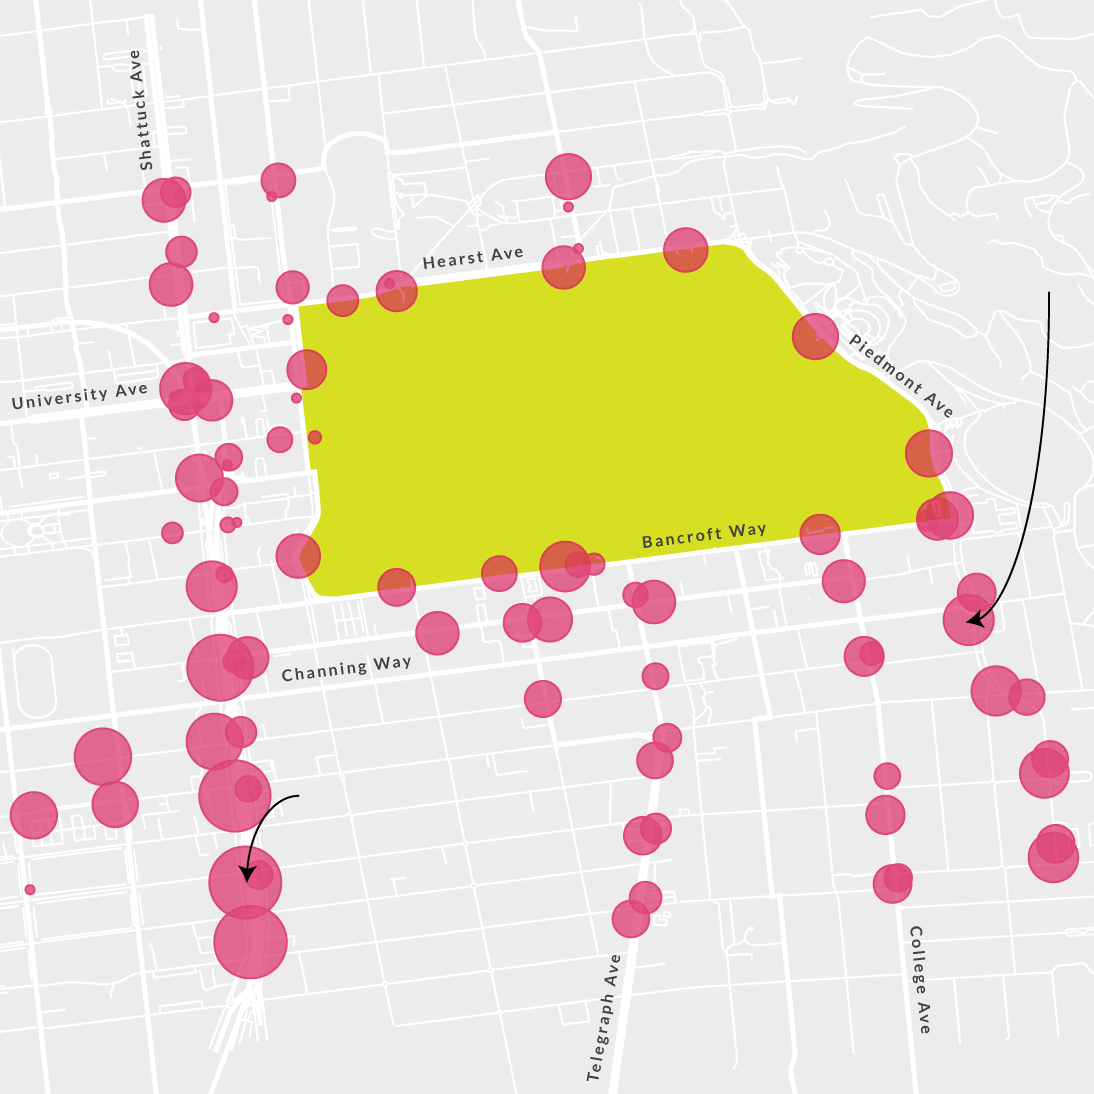 Shattuck Ave
Hearst Ave
Piedmont Ave
University Ave
Bancroft Way
Channing Way
College Ave
Telegraph Ave